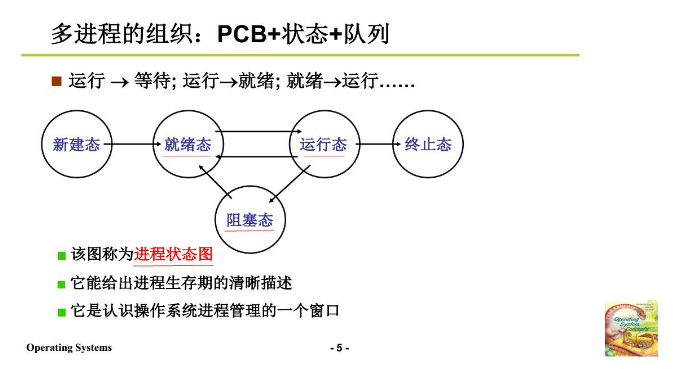 多进程的组织：PCB+状态+队列
运行 → 等待; 运行→就绪; 就绪→运行……
新建态 就绪态 运行态 终止态
阻塞态
该图称为进程状态图
它能给出进程生存期的清晰描述
它是认识操作系统进程管理的一个窗口
Operating System Concepts
Operating Systems - 5 -